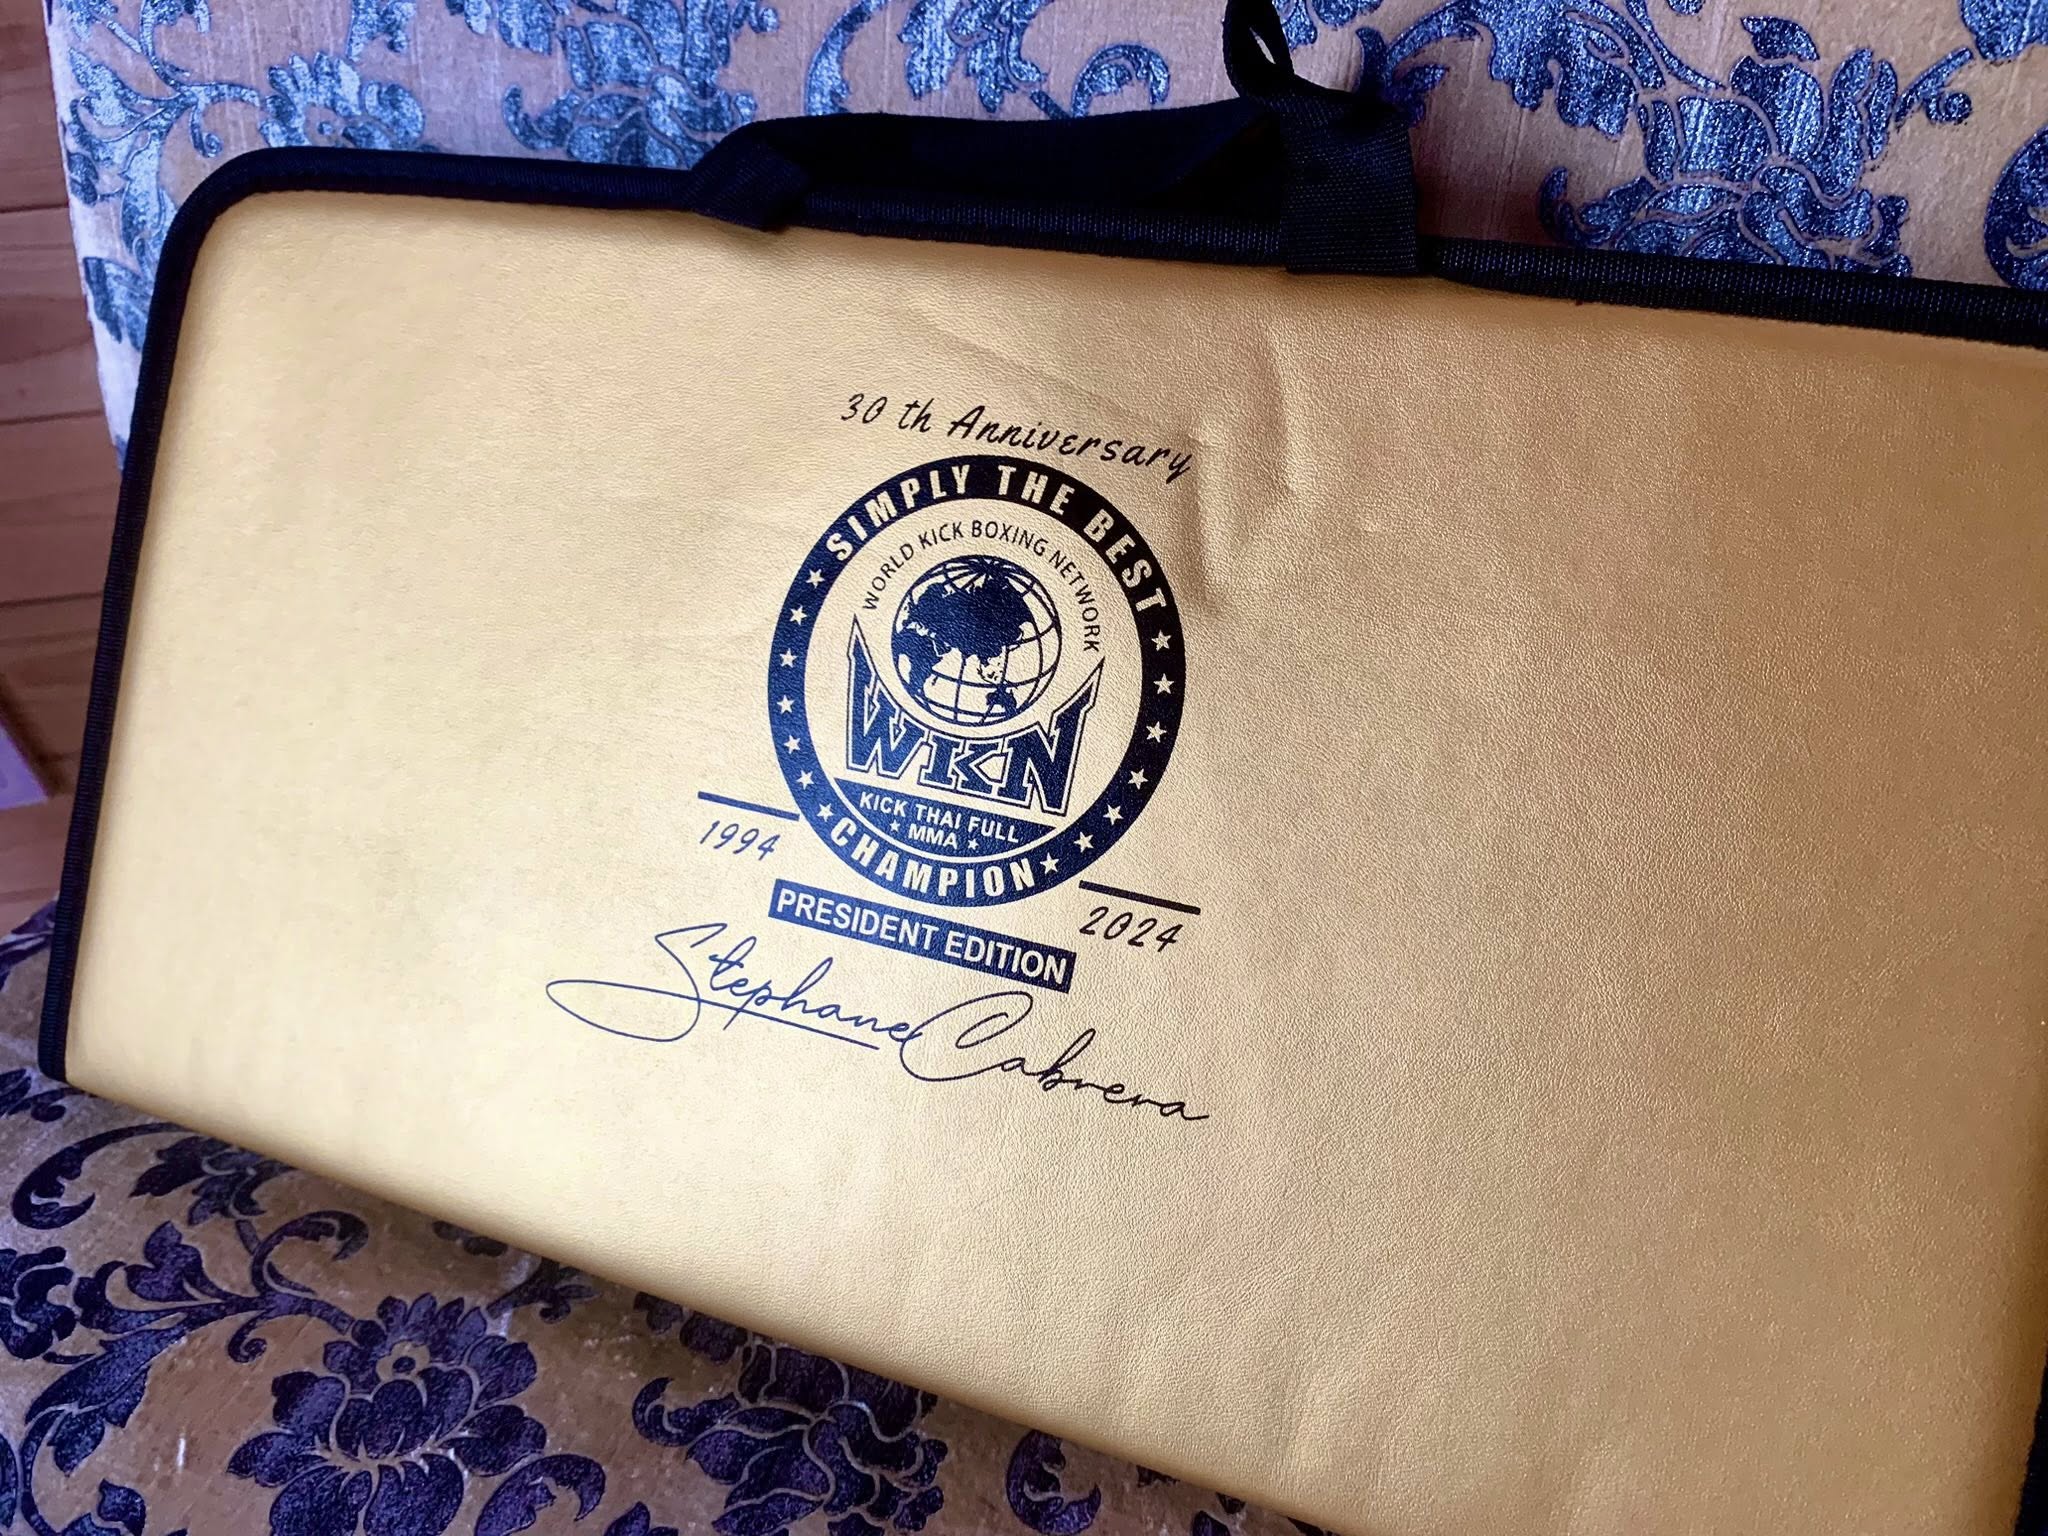 30 th Anniversary
SIMPLY THE BEST
WORLD KICK BOXING NETWORK
WKN
KICK THAI FULL
MMA
CHAMPION
1994
2024
PRESIDENT EDITION
Stephane Cabrera